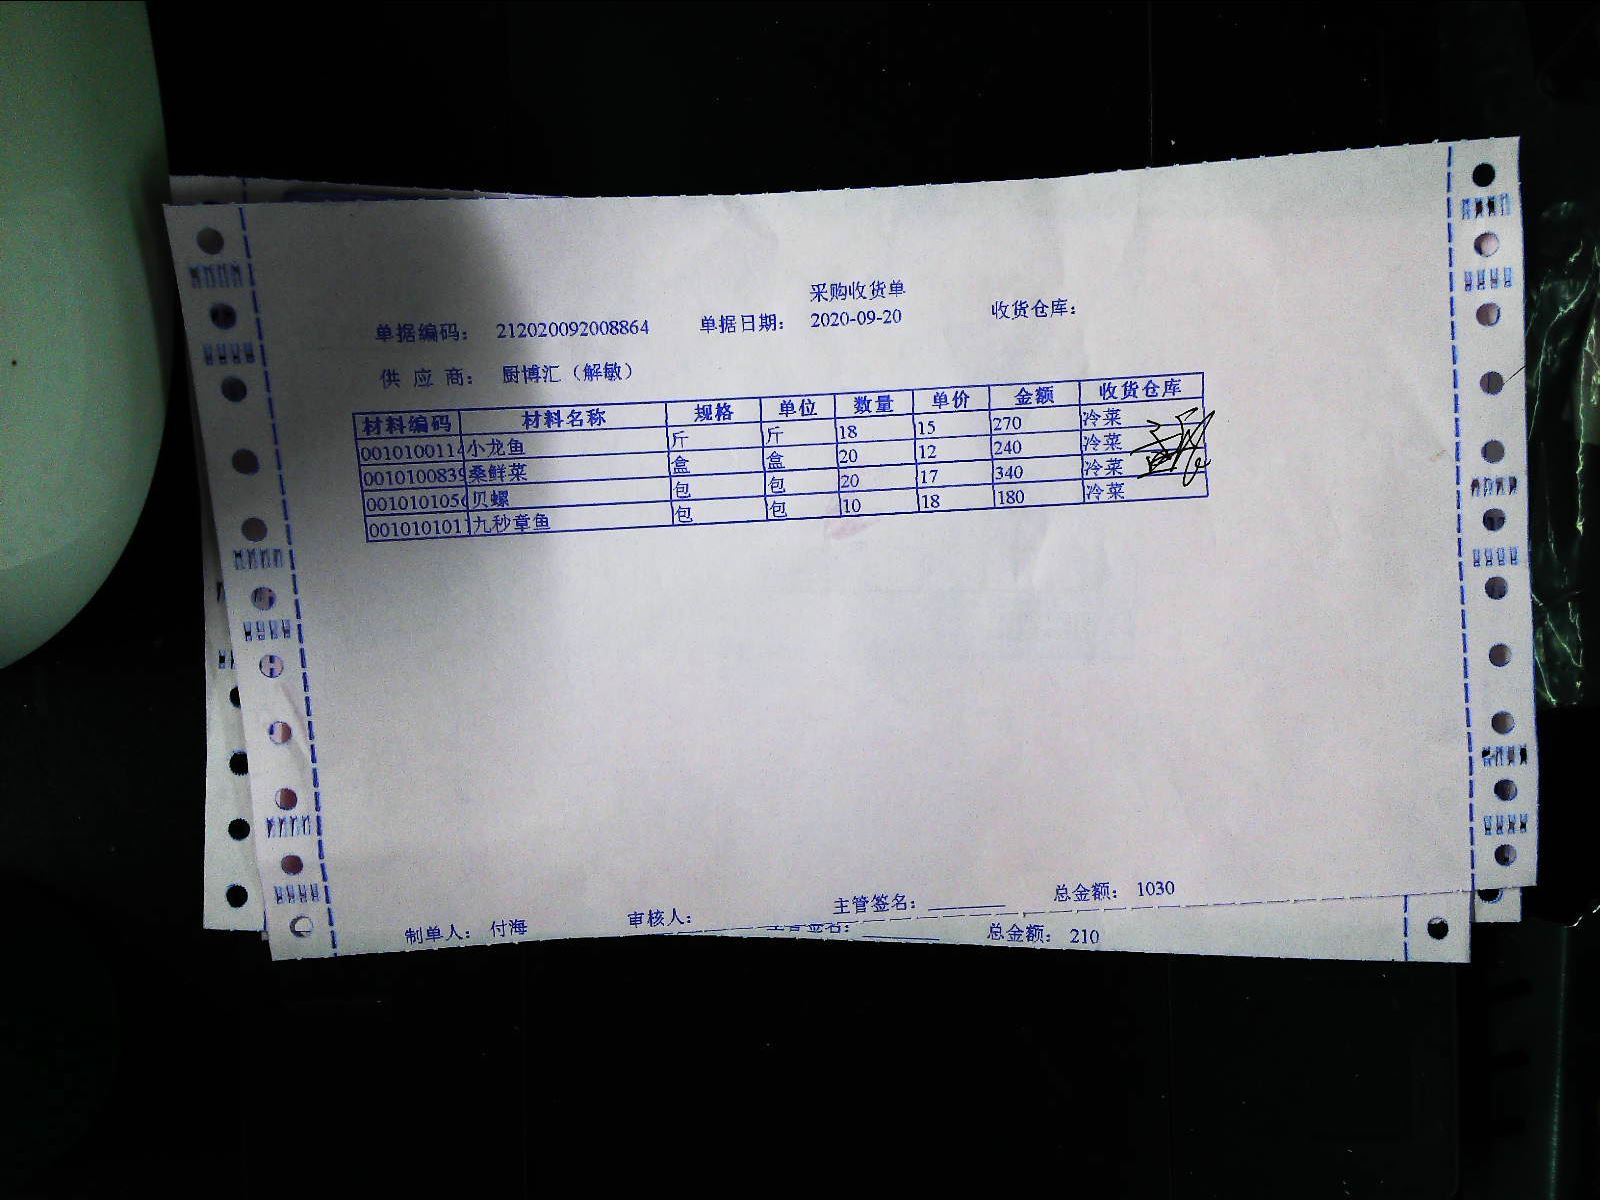 采购收货单
单据编码： 212020092008864 单据日期： 2020-09-20 收货仓库：
供 应 商： 厨博汇（解敏）
材料编码 材料名称 规格 单位 数量 单价 金额 收货仓库
0010100114 小龙鱼 斤 斤 18 15 270 冷菜
0010100839 桑鲜菜 盒 盒 20 12 240 冷菜
001010105 贝螺 包 包 20 17 340 冷菜
001010101 九秒章鱼 包 包 10 18 180 冷菜
制单人： 付海 审核人： 主管签名： 总金额： 1030
主管签名： 总金额： 210